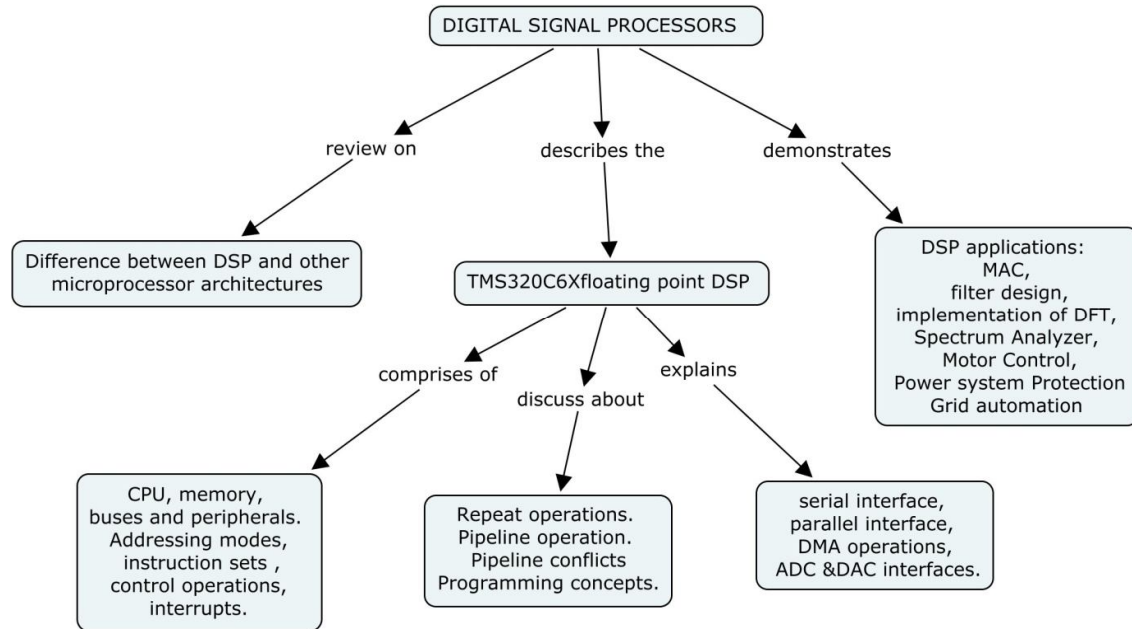 DIGITAL SIGNAL PROCESSORS
review on
describes the
demonstrates
Difference between DSP and other
microprocessor architectures
TMS320C6Xfloating point DSP
DSP applications:
MAC,
filter design,
implementation of DFT,
Spectrum Analyzer,
Motor Control,
Power system Protection
Grid automation
comprises of
discuss about
explains
CPU, memory,
buses and peripherals.
Addressing modes,
instruction sets ,
control operations,
interrupts.
Repeat operations.
Pipeline operation.
Pipeline conflicts
Programming concepts.
serial interface,
parallel interface,
DMA operations,
ADC &DAC interfaces.